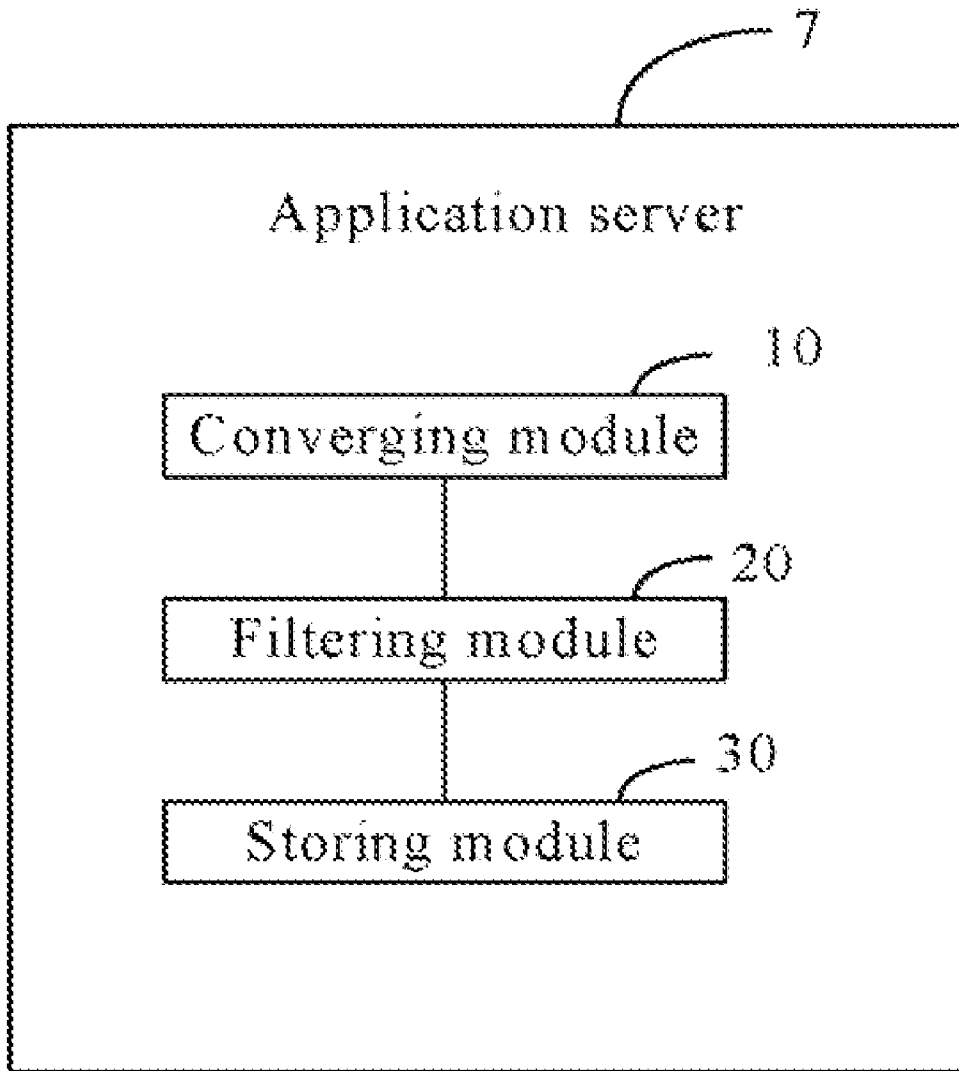 7
Application server
10
Converging module
20
Filtering module
30
Storing module